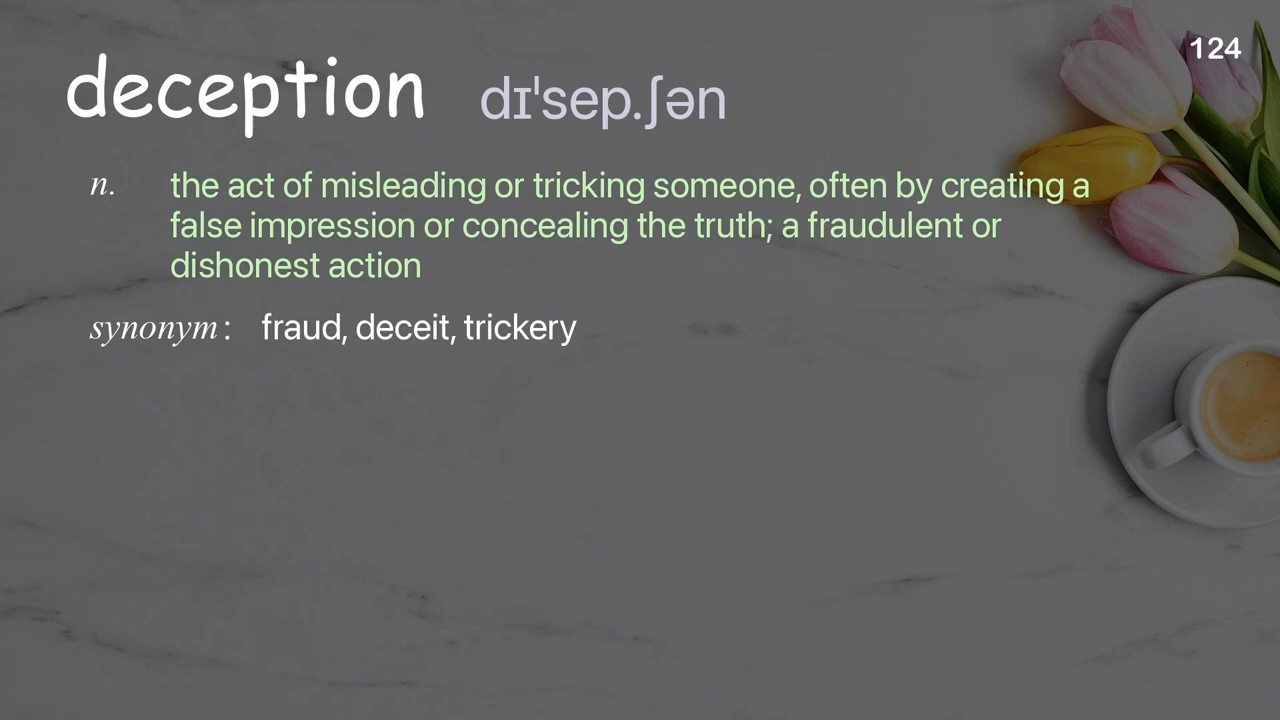 124
deception dɪˈsep.ʃən
n. the act of misleading or tricking someone, often by creating a
false impression or concealing the truth; a fraudulent or
dishonest action
synonym: fraud, deceit, trickery